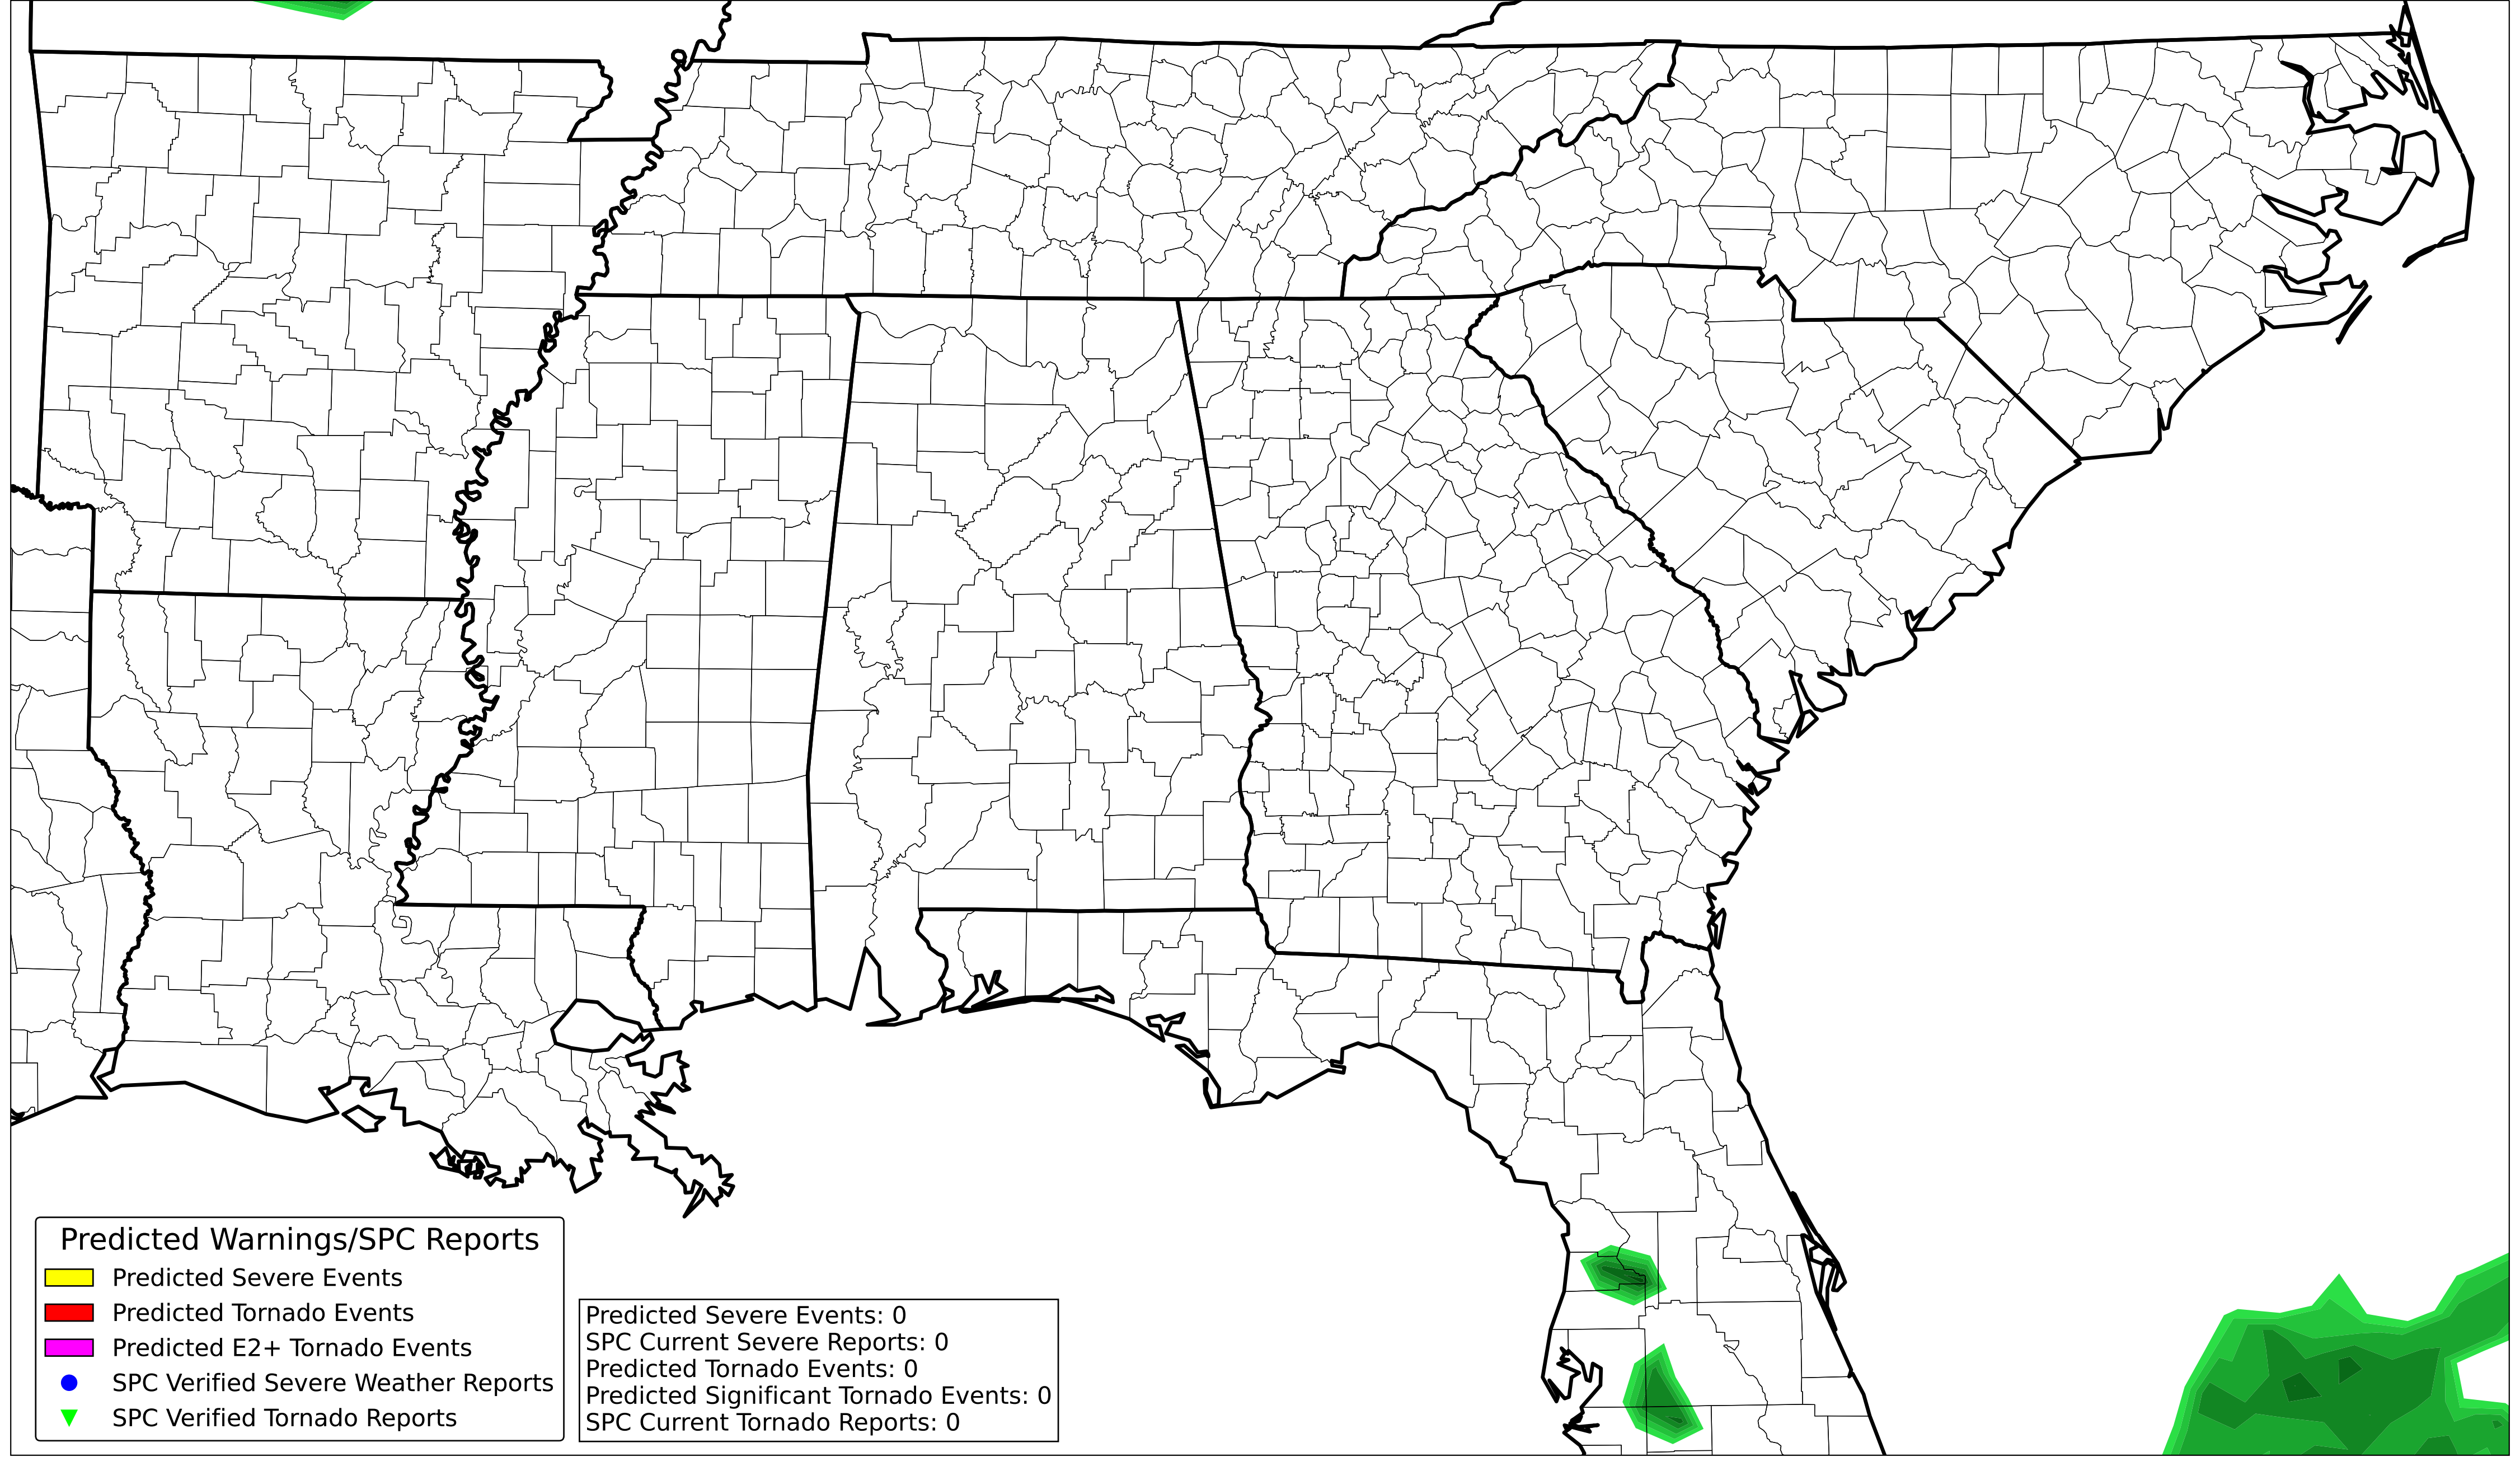 Predicted Warnings/SPC Reports
Predicted Severe Events
Predicted Tornado Events
Predicted E2+ Tornado Events
SPC Verified Severe Weather Reports
SPC Verified Tornado Reports
Predicted Severe Events: 0
SPC Current Severe Reports: 0
Predicted Tornado Events: 0
Predicted Significant Tornado Events: 0
SPC Current Tornado Reports: 0